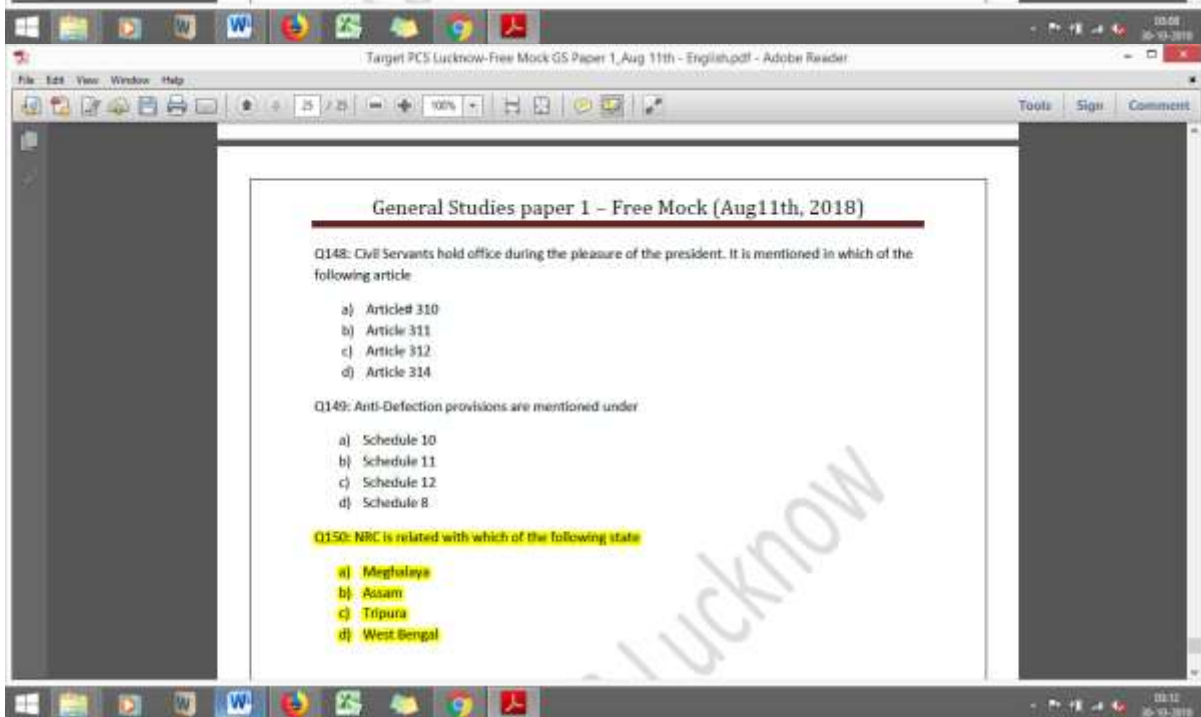 Target PCS Lucknow-Free Mock GS Paper 1_Aug 11th - English.pdf - Adobe Reader
File Edit View Window Help
25 / 25 100% Tools Sign Comment
General Studies paper 1 – Free Mock (Aug11th, 2018)
Q148: Civil Servants hold office during the pleasure of the president. It is mentioned in which of the
following article
a) Article# 310
b) Article 311
c) Article 312
d) Article 314
Q149: Anti-Defection provisions are mentioned under
a) Schedule 10
b) Schedule 11
c) Schedule 12
d) Schedule 8
Q150: NRC is related with which of the following state
a) Meghalaya
b) Assam
c) Tripura
d) West Bengal
Lucknow